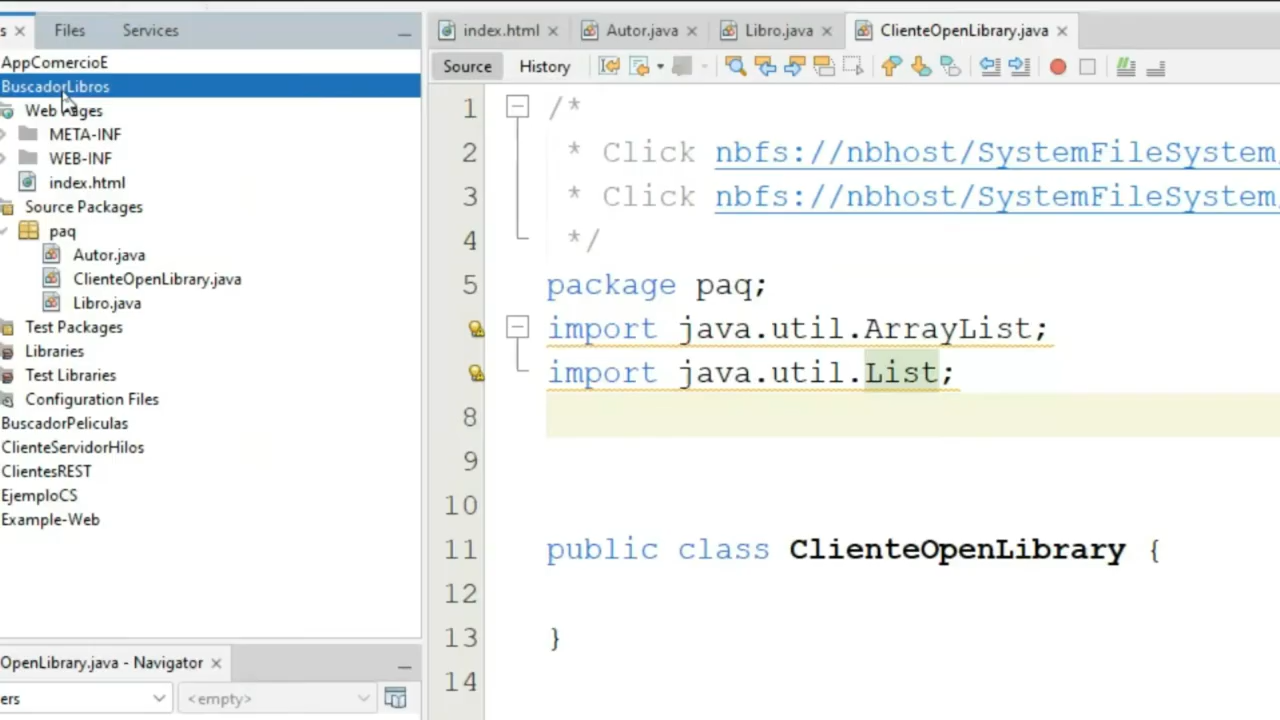 s
Files
Services
AppComercioE
BuscadorLibros
Web Pages
META-INF
WEB-INF
index.html
Source Packages
paq
Autor.java
ClienteOpenLibrary.java
Libro.java
Test Packages
Libraries
Test Libraries
Configuration Files
BuscadorPeliculas
ClienteServidorHilos
ClientesREST
EjemploCS
Example-Web
OpenLibrary.java - Navigator
ers
<empty>
index.html
Autor.java
Libro.java
ClienteOpenLibrary.java
Source
History
1 /*
2 * Click nbfs://nbhost/SystemFileSystem
3 * Click nbfs://nbhost/SystemFileSystem
4 */
5 package paq;
import java.util.ArrayList;
import java.util.List;
8
9
10
11 public class ClienteOpenLibrary {
12
13 }
14